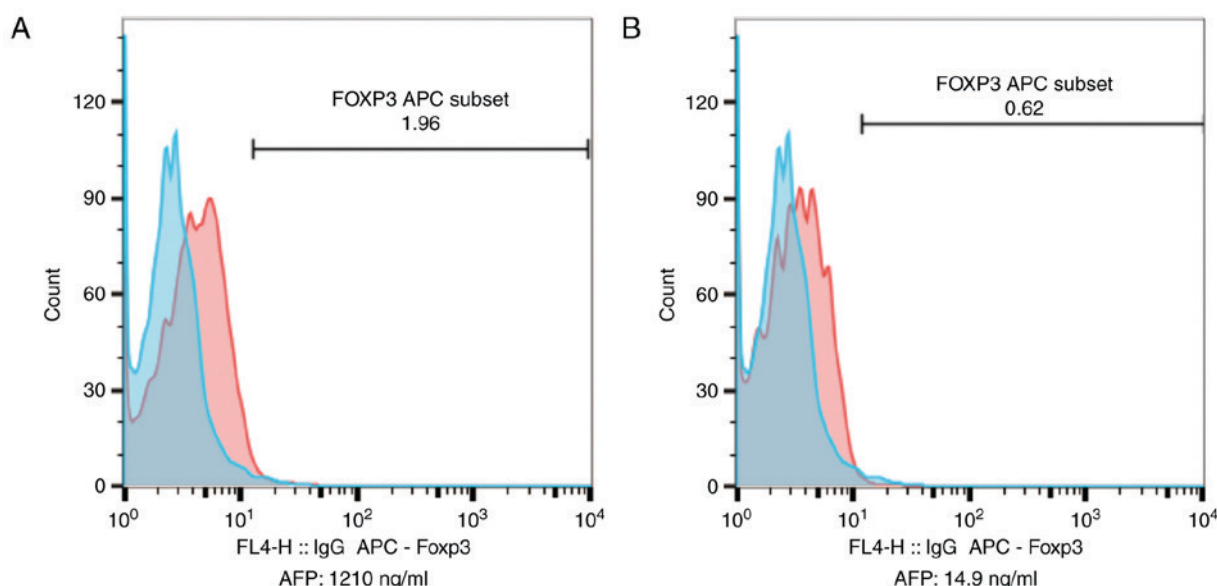 A
FOXP3 APC subset
1.96
120
90
60
30
0
Count
10⁰ 10¹ 10² 10³ 10⁴
FL4-H :: IgG APC - Foxp3
AFP: 1210 ng/ml
B
FOXP3 APC subset
0.62
120
90
60
30
0
Count
10⁰ 10¹ 10² 10³ 10⁴
FL4-H :: IgG APC - Foxp3
AFP: 14.9 ng/ml